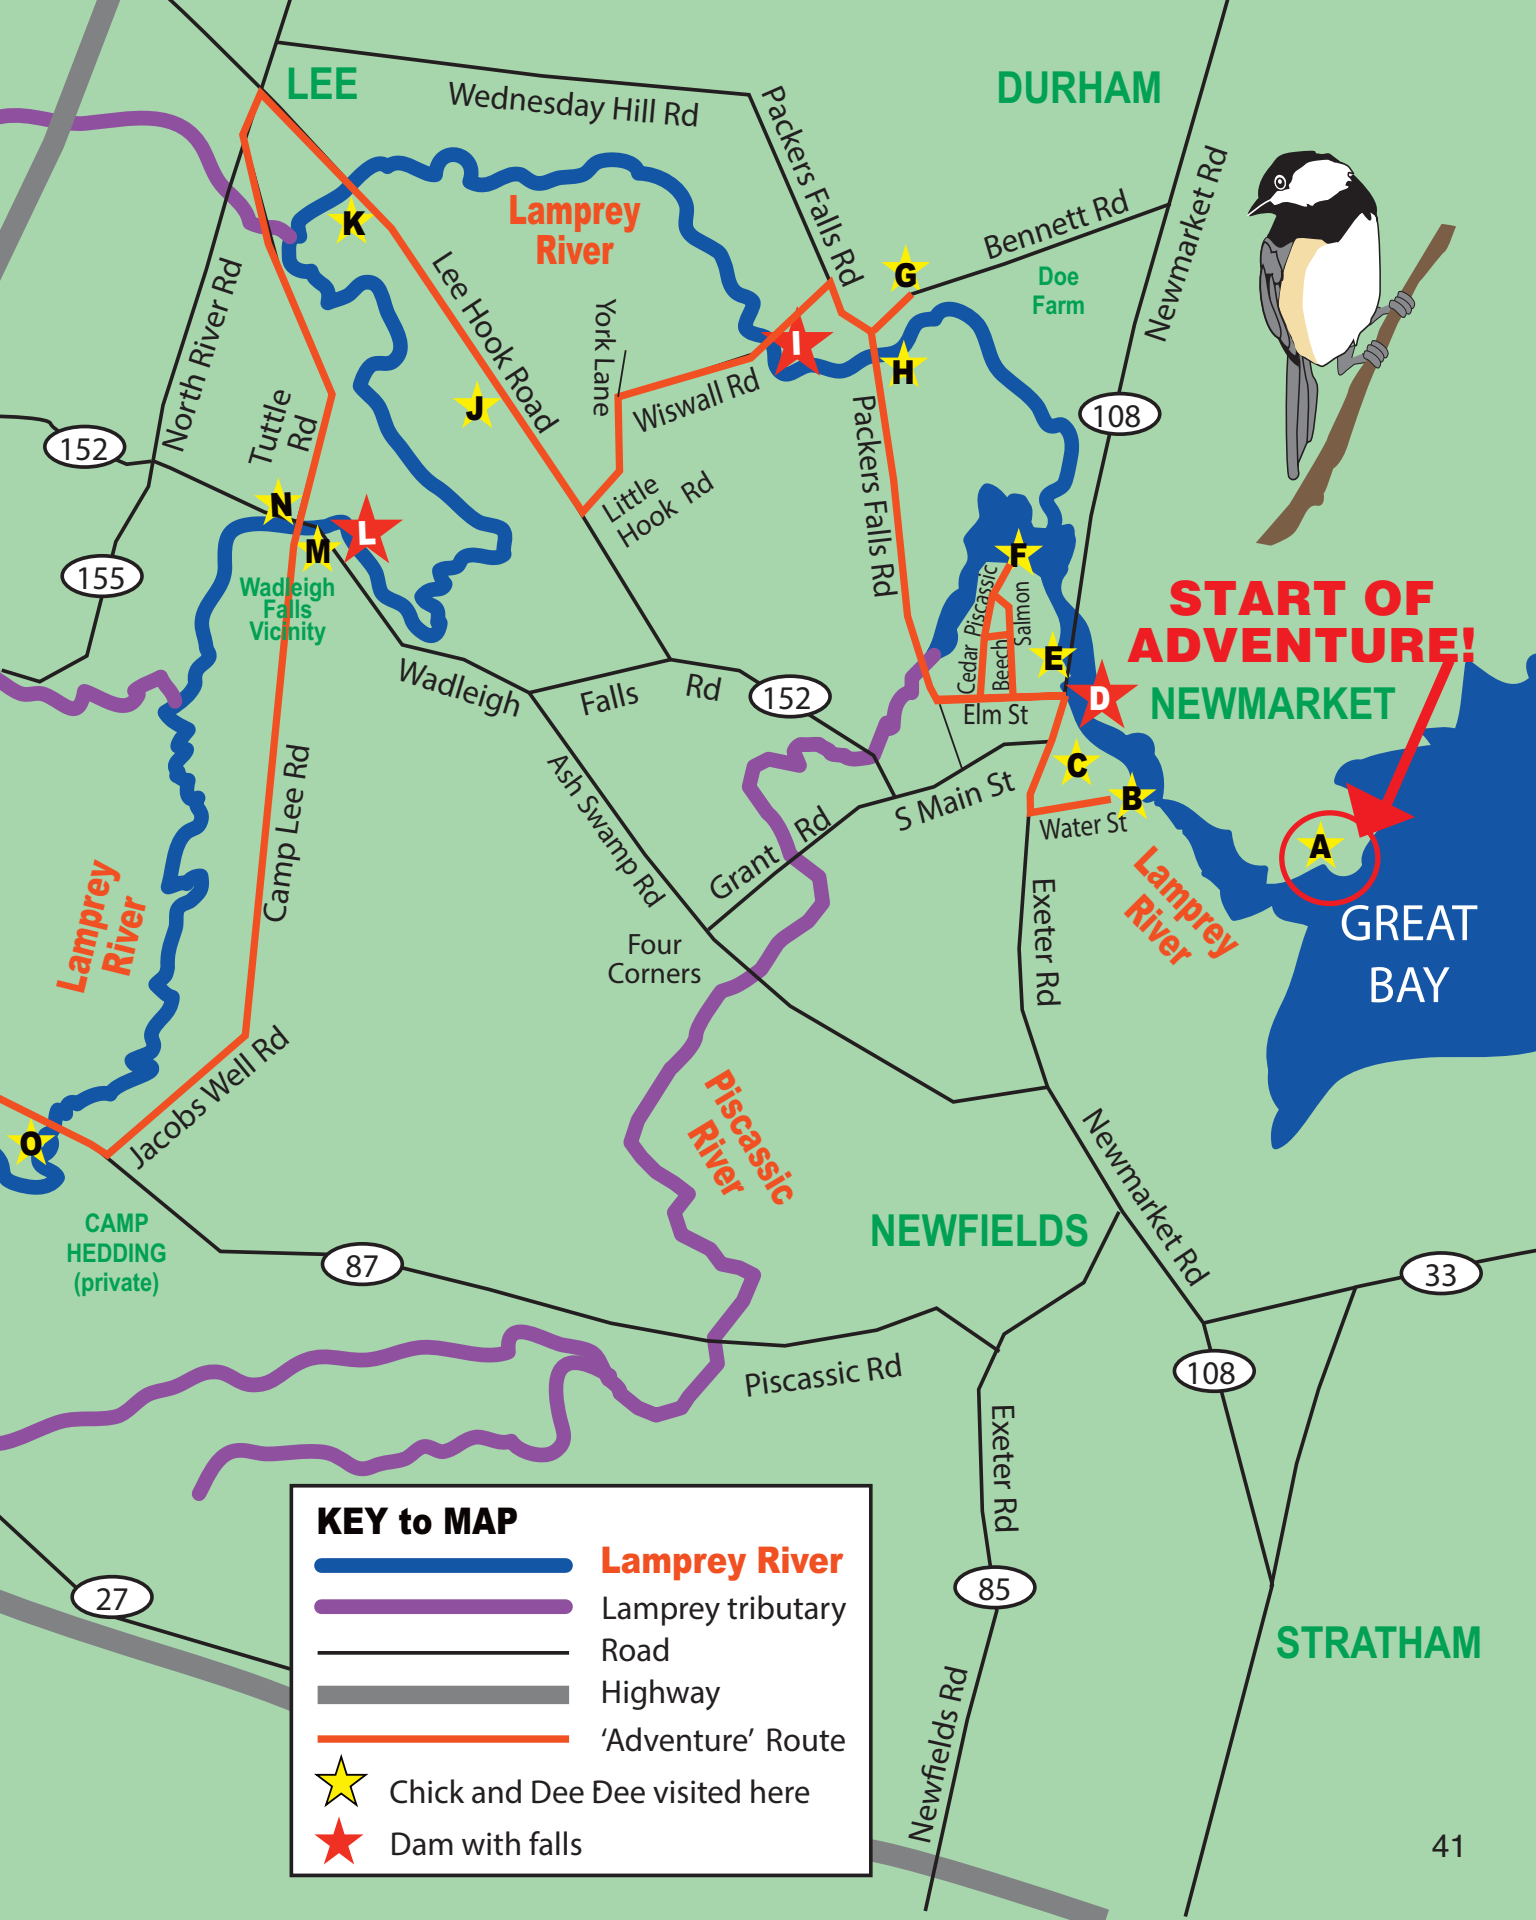 LEE
DURHAM
Wednesday Hill Rd
Packers Falls Rd
Newmarket Rd
Lamprey
River
K
Bennett Rd
G
Doe
Farm
North River Rd
Lee Hook Road
York Lane
I
H
Tuttle
Rd
J
Wiswall Rd
Packers Falls Rd
108
152
N
L
M
Little
Hook Rd
155
Wadleigh
Falls
Vicinity
F
Piscassic
Cedar
Salmon
Beech
E
START OF
ADVENTURE!
NEWMARKET
D
Wadleigh
Falls
Rd
152
Elm St
C
B
A
S Main St
Water St
Ash Swamp Rd
Grant Rd
Camp Lee Rd
Lamprey
River
Lamprey
River
GREAT
BAY
Four
Corners
Exeter Rd
Jacobs Well Rd
O
Piscassic
River
Newmarket Rd
CAMP
HEDDING
(private)
NEWFIELDS
87
33
108
Piscassic Rd
Exeter Rd
85
27
STRATHAM
Newfields Rd
KEY to MAP
Lamprey River
Lamprey tributary
Road
Highway
‘Adventure’ Route
Chick and Dee Dee visited here
Dam with falls
41